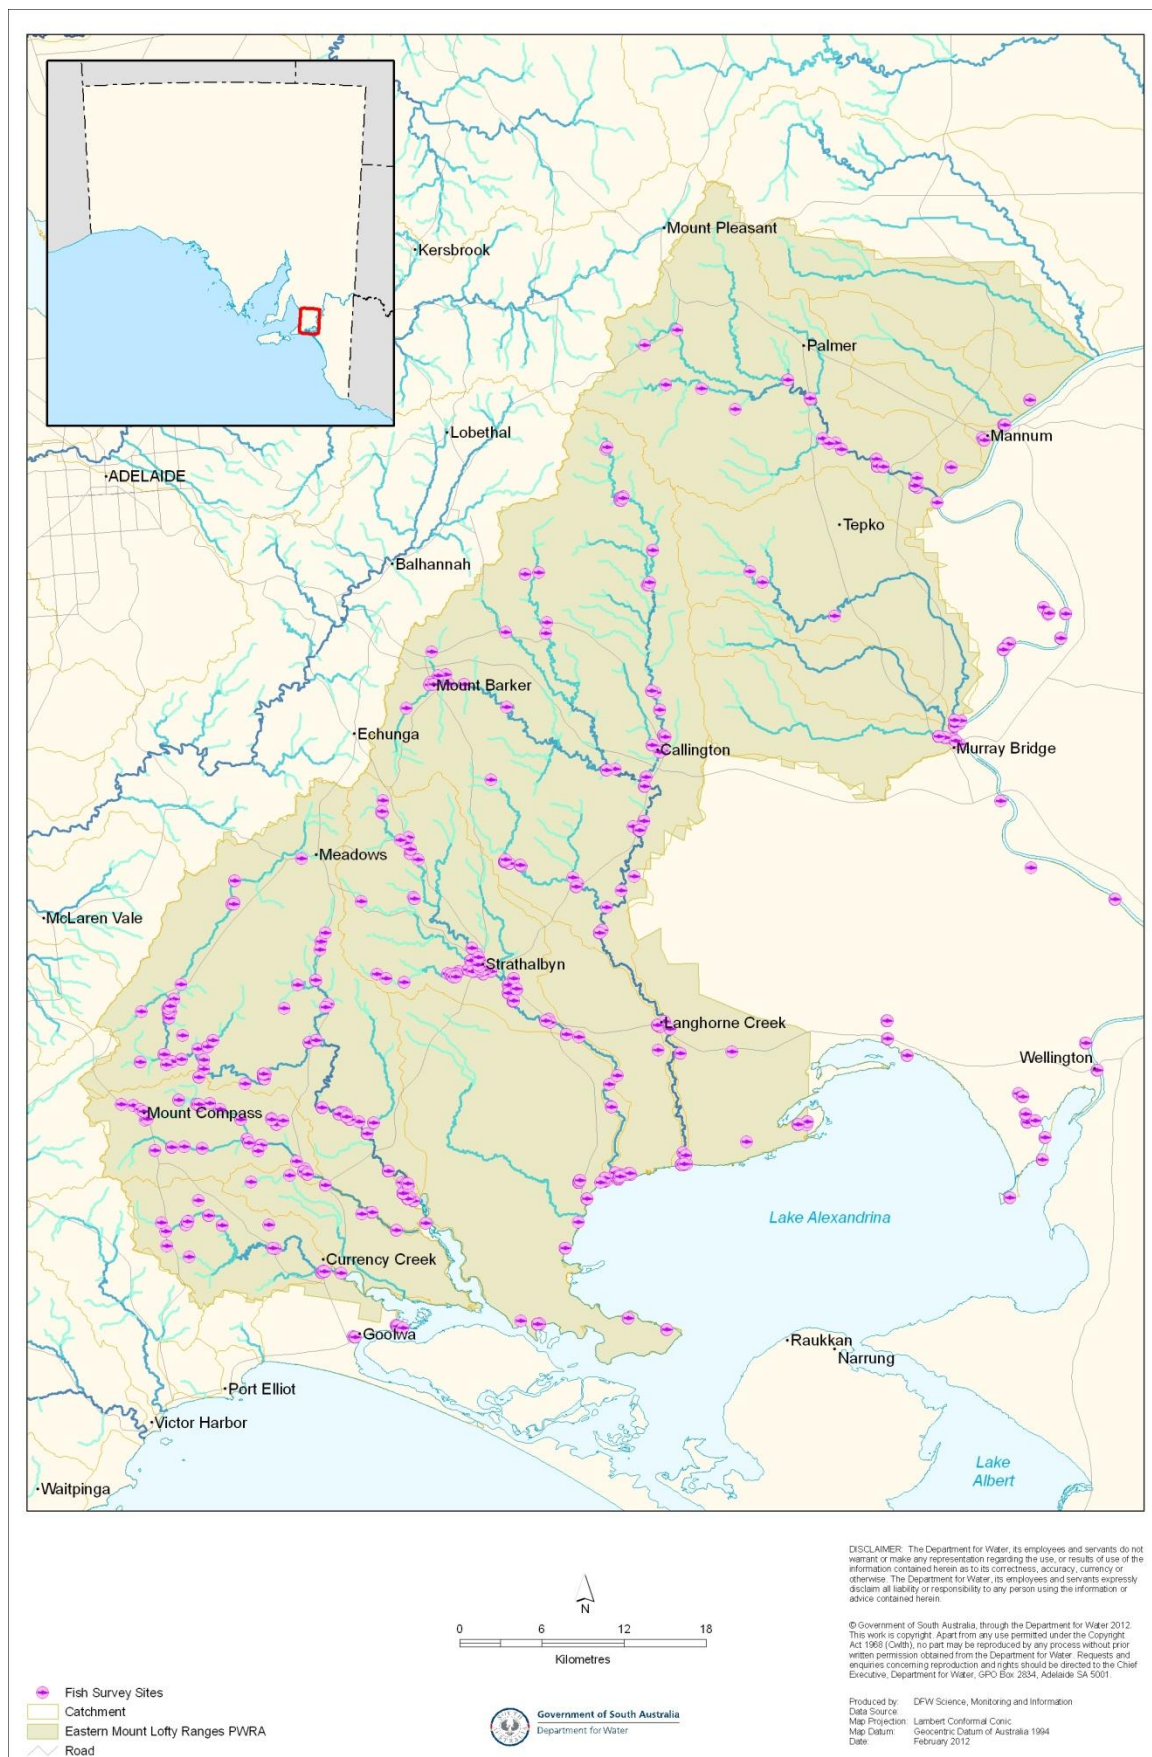 Mount Pleasant
Kersbrook
Palmer
Lobethal
Mannum
ADELAIDE
Tepko
Balhannah
Mount Barker
Echunga
Callington
Murray Bridge
Meadows
McLaren Vale
Strathalbyn
Langhorne Creek
Wellington
Mount Compass
Lake Alexandrina
Currency Creek
Goolwa
Raukkan
Narrung
Port Elliot
Victor Harbor
Lake
Albert
Waitpinga
DISCLAIMER: The Department for Water, its employees and servants do not
warrant or make any representation regarding the use, or results of use of the
information contained herein as to its correctness, accuracy, currency or
otherwise. The Department for Water, its employees and servants expressly
disclaim all liability or responsibility to any person using the information or
advice contained herein.
N
0 6 12 18
Kilometres
© Government of South Australia, through the Department for Water 2012.
This work is copyright. Apart from any use permitted under the Copyright
Act 1968 (Cwlth), no part may be reproduced by any process without prior
written permission obtained from the Department for Water. Requests and
enquiries concerning reproduction and rights should be directed to the Chief
Executive, Department for Water, GPO Box 2834, Adelaide SA 5001.
Fish Survey Sites
Catchment
Eastern Mount Lofty Ranges PWRA
Road
Government of South Australia
Department for Water
Produced by: DFW Science, Monitoring and Information
Data Source:
Map Projection: Lambert Conformal Conic
Map Datum: Geocentric Datum of Australia 1994
Date: February 2012